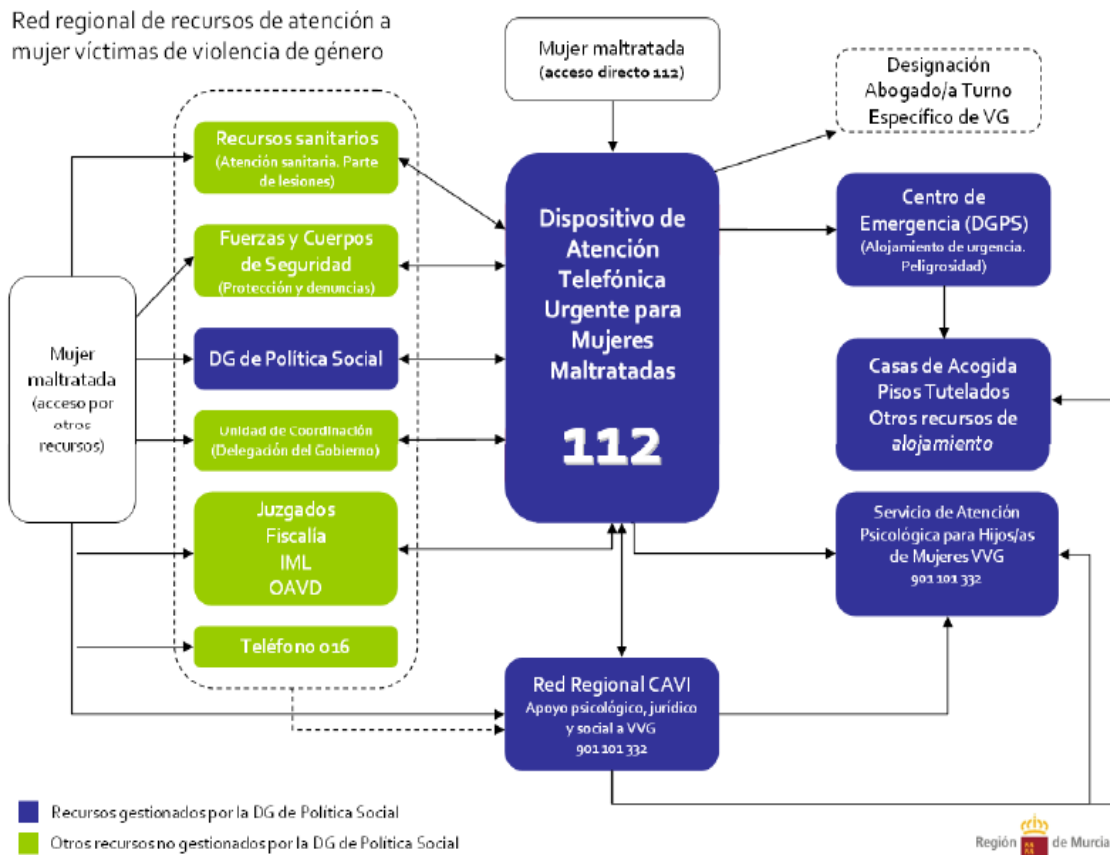 Red regional de recursos de atención a
mujer víctimas de violencia de género
Mujer maltratada
(acceso directo 112)
Designación
Abogado/a Turno
Específico de VG
Recursos sanitarios
(Atención sanitaria. Parte
de lesiones)
Fuerzas y Cuerpos
de Seguridad
(Protección y denuncias)
DG de Política Social
Unidad de Coordinación
(Delegación del Gobierno)
Juzgados
Fiscalía
IML
OAVD
Teléfono 016
Mujer
maltratada
(acceso por
otros
recursos)
Dispositivo de
Atención
Telefónica
Urgente para
Mujeres
Maltratadas
112
Centro de
Emergencia (DGPS)
(Alojamiento de urgencia.
Peligrosidad)
Casas de Acogida
Pisos Tutelados
Otros recursos de
alojamiento
Servicio de Atención
Psicológica para Hijos/as
de Mujeres VVG
901 101 332
Red Regional CAVI
Apoyo psicológico, jurídico
y social a VVG
901 101 332
Recursos gestionados por la DG de Política Social
Otros recursos no gestionados por la DG de Política Social
Región de Murcia